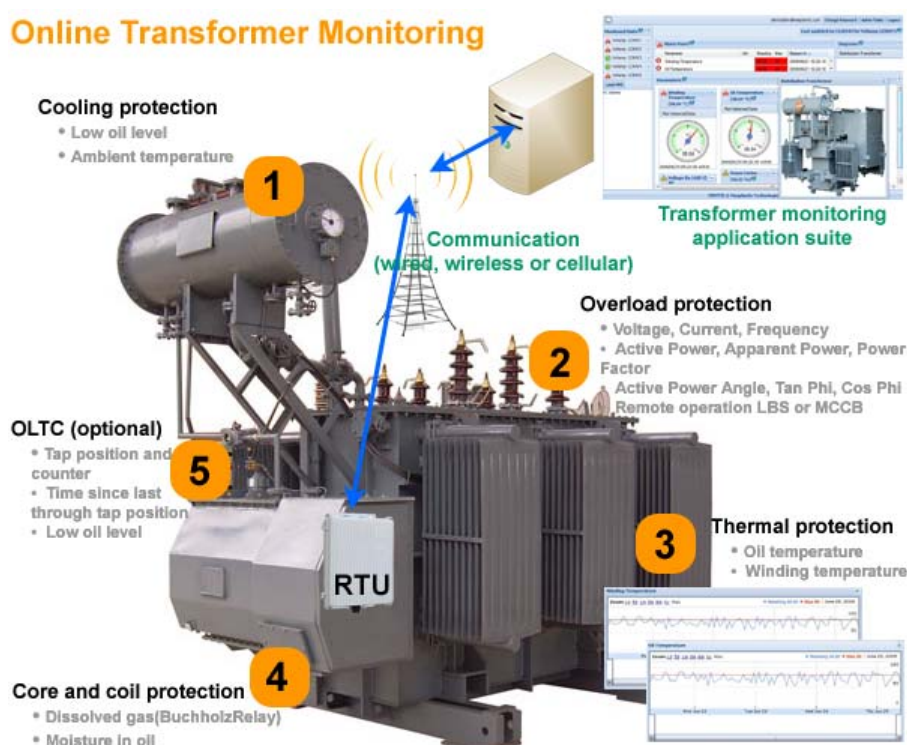 Online Transformer Monitoring
Cooling protection
• Low oil level
• Ambient temperature
1
Communication
(wired, wireless or cellular)
Transformer monitoring
application suite
Overload protection
• Voltage, Current, Frequency
• Active Power, Apparent Power, Power
Factor
Active Power Angle, Tan Phi, Cos Phi
Remote operation LBS or MCCB
2
OLTC (optional)
• Tap position and
counter
• Time since last
through tap position
• Low oil level
5
RTU
3
Thermal protection
• Oil temperature
• Winding temperature
Winding Temperature
Oil Temperature
4
Core and coil protection
• Dissolved gas(BuchholzRelay)
• Moisture in oil